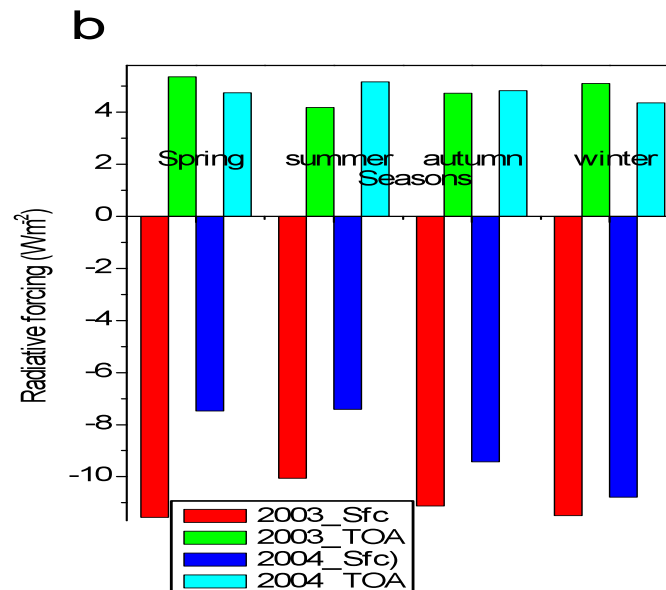 b
4
2
0
-2
-4
-6
-8
-10
Radiative forcing (Wm-2)
Spring summer autumn winter
Seasons
2003_Sfc
2003_TOA
2004_Sfc)
2004_TOA